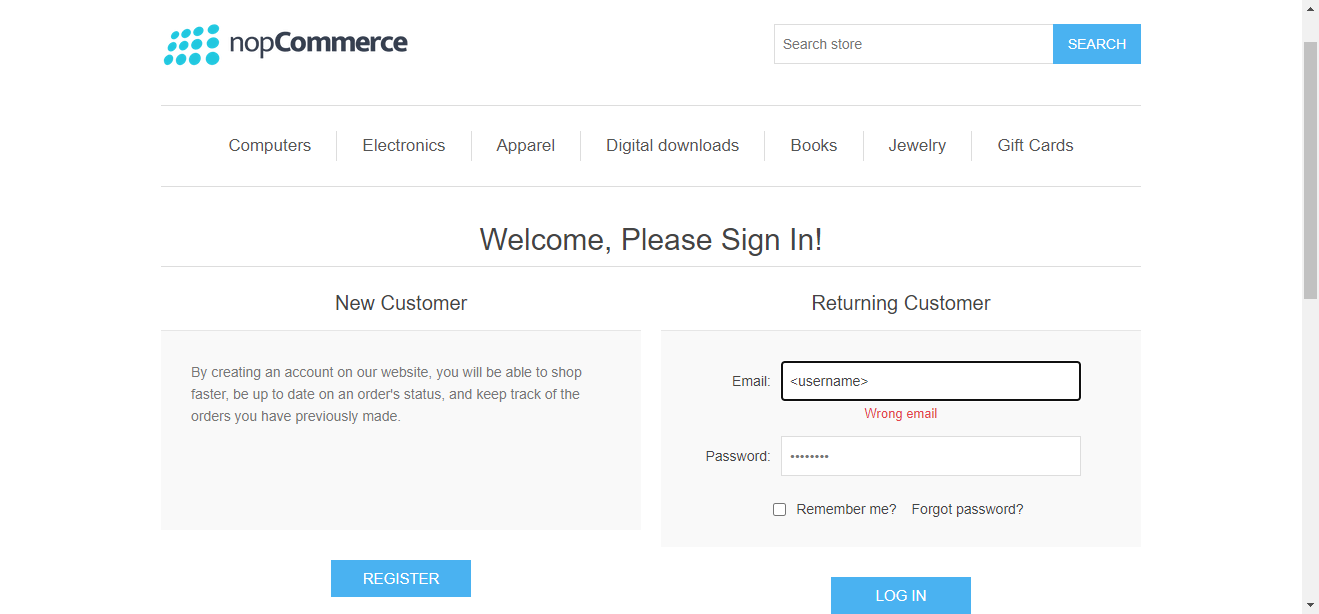 nopCommerce
Search store
SEARCH
Computers
Electronics
Apparel
Digital downloads
Books
Jewelry
Gift Cards
Welcome, Please Sign In!
New Customer
By creating an account on our website, you will be able to shop
faster, be up to date on an order's status, and keep track of the
orders you have previously made.
REGISTER
Returning Customer
Email:
<username>
Wrong email
Password:
••••••••
Remember me?
Forgot password?
LOG IN